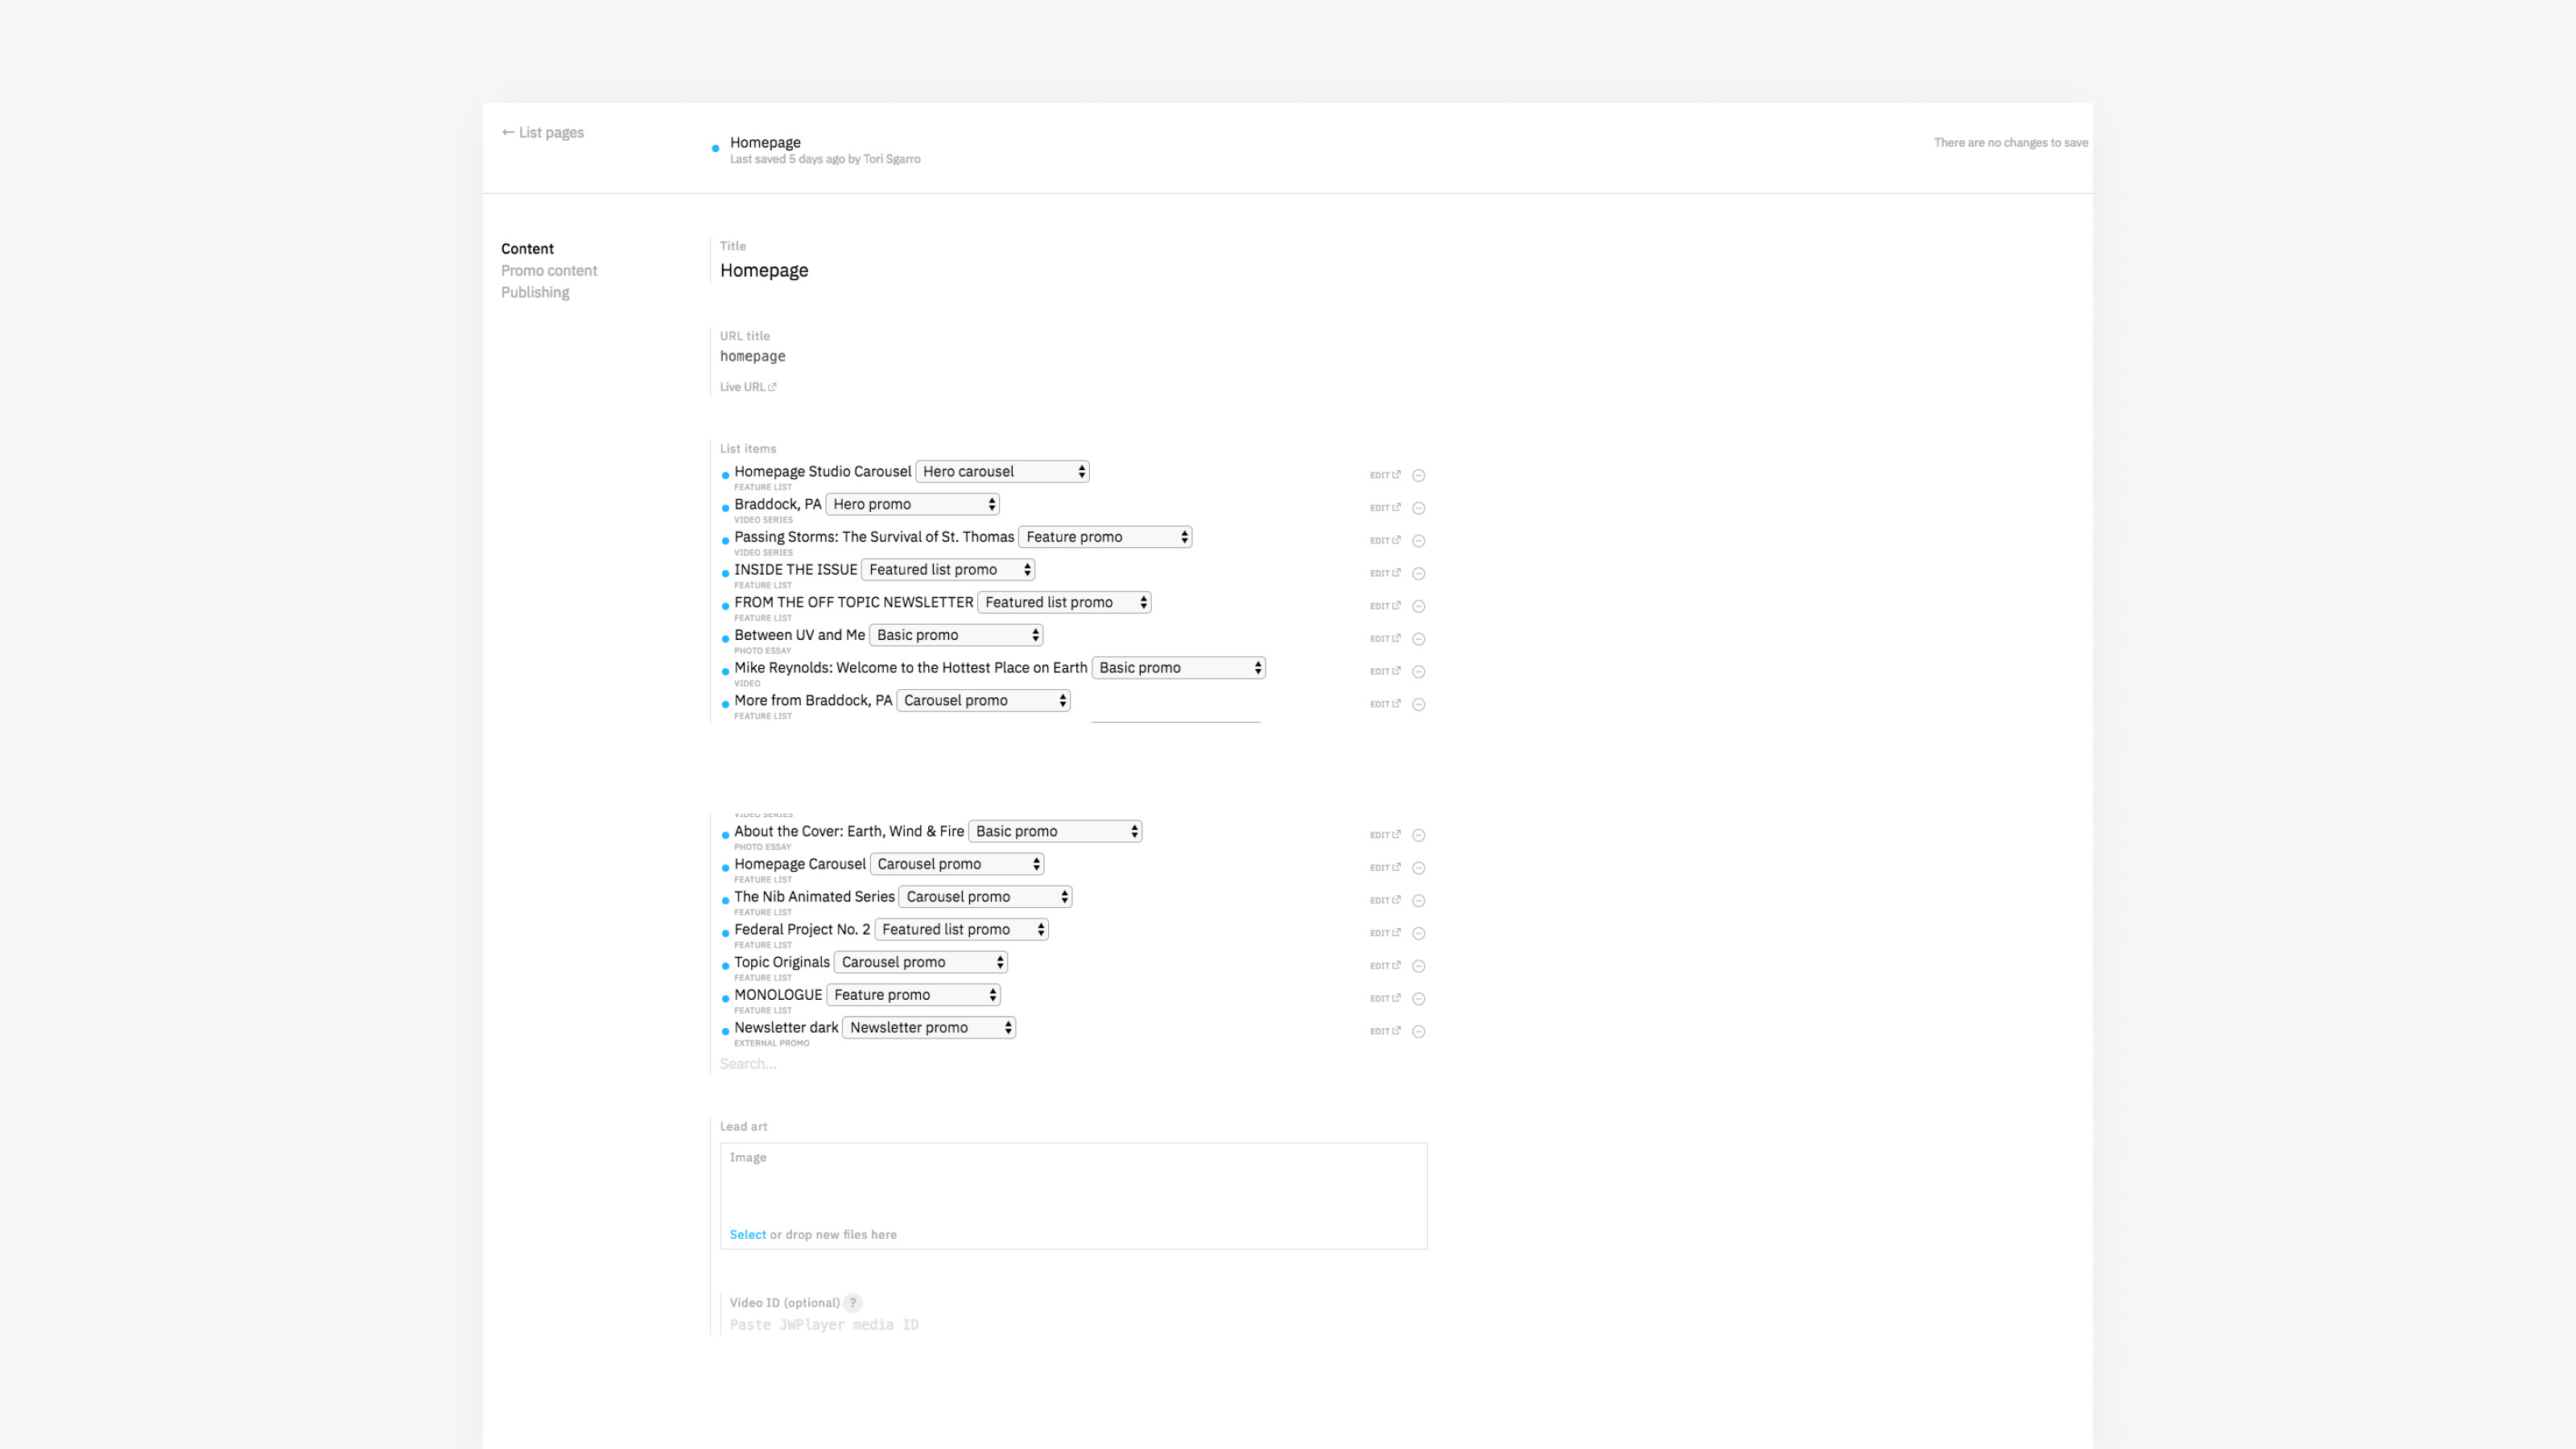 ← List pages
Homepage
Last saved 5 days ago by Tori Sgarro
There are no changes to save
Content
Promo content
Publishing
Title
Homepage
URL title
homepage
Live URL
List items
Homepage Studio Carousel Hero carousel EDIT
FEATURE LIST
Braddock, PA Hero promo EDIT
VIDEO SERIES
Passing Storms: The Survival of St. Thomas Feature promo EDIT
VIDEO SERIES
INSIDE THE ISSUE Featured list promo EDIT
FEATURE LIST
FROM THE OFF TOPIC NEWSLETTER Featured list promo EDIT
FEATURE LIST
Between UV and Me Basic promo EDIT
PHOTO ESSAY
Mike Reynolds: Welcome to the Hottest Place on Earth Basic promo EDIT
VIDEO
More from Braddock, PA Carousel promo EDIT
FEATURE LIST
VIDEO SERIES
About the Cover: Earth, Wind & Fire Basic promo EDIT
PHOTO ESSAY
Homepage Carousel Carousel promo EDIT
FEATURE LIST
The Nib Animated Series Carousel promo EDIT
FEATURE LIST
Federal Project No. 2 Featured list promo EDIT
FEATURE LIST
Topic Originals Carousel promo EDIT
FEATURE LIST
MONOLOGUE Feature promo EDIT
FEATURE LIST
Newsletter dark Newsletter promo EDIT
EXTERNAL PROMO
Search...
Lead art
Image
Select or drop new files here
Video ID (optional) ?
Paste JWPlayer media ID